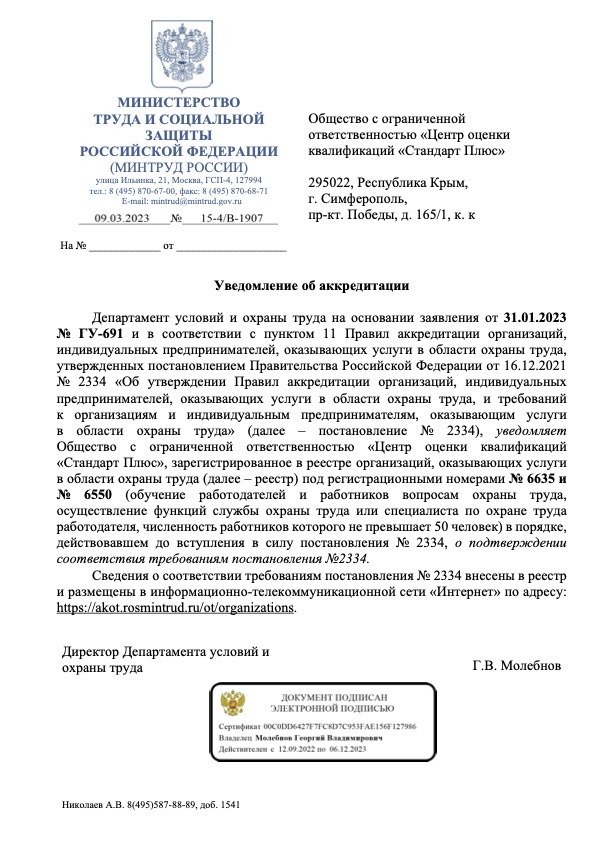 МИНИСТЕРСТВО
ТРУДА И СОЦИАЛЬНОЙ
ЗАЩИТЫ
РОССИЙСКОЙ ФЕДЕРАЦИИ
(МИНТРУД РОССИИ)
улица Ильинка, 21, Москва, ГСП-4, 127994
тел.: 8 (495) 870-67-00, факс: 8 (495) 870-68-71
E-mail: mintrud@mintrud.gov.ru
09.03.2023 № 15-4/В-1907
На № ____________ от __________________
Общество с ограниченной
ответственностью «Центр оценки
квалификаций «Стандарт Плюс»
295022, Республика Крым,
г. Симферополь,
пр-кт. Победы, д. 165/1, к. к
Уведомление об аккредитации
Департамент условий и охраны труда на основании заявления от 31.01.2023
№ ГУ-691 и в соответствии с пунктом 11 Правил аккредитации организаций,
индивидуальных предпринимателей, оказывающих услуги в области охраны труда,
утвержденных постановлением Правительства Российской Федерации от 16.12.2021
№ 2334 «Об утверждении Правил аккредитации организаций, индивидуальных
предпринимателей, оказывающих услуги в области охраны труда, и требований
к организациям и индивидуальным предпринимателям, оказывающим услуги
в области охраны труда» (далее – постановление № 2334), уведомляет
Общество с ограниченной ответственностью «Центр оценки квалификаций
«Стандарт Плюс», зарегистрированное в реестре организаций, оказывающих услуги
в области охраны труда (далее – реестр) под регистрационными номерами № 6635 и
№ 6550 (обучение работодателей и работников вопросам охраны труда,
осуществление функций службы охраны труда или специалиста по охране труда
работодателя, численность работников которого не превышает 50 человек) в порядке,
действовавшем до вступления в силу постановления № 2334, о подтверждении
соответствия требованиям постановления №2334.
Сведения о соответствии требованиям постановления № 2334 внесены в реестр
и размещены в информационно-телекоммуникационной сети «Интернет» по адресу:
https://akot.rosmintrud.ru/ot/organizations.
Директор Департамента условий и
охраны труда
Г.В. Молебнов
ДОКУМЕНТ ПОДПИСАН
ЭЛЕКТРОННОЙ ПОДПИСЬЮ
Сертификат 00C0DD6427F7FC8D7C953FAE156F127986
Владелец Молебнов Георгий Владимирович
Действителен с 12.09.2022 по 06.12.2023
Николаев А.В. 8(495)587-88-89, доб. 1541